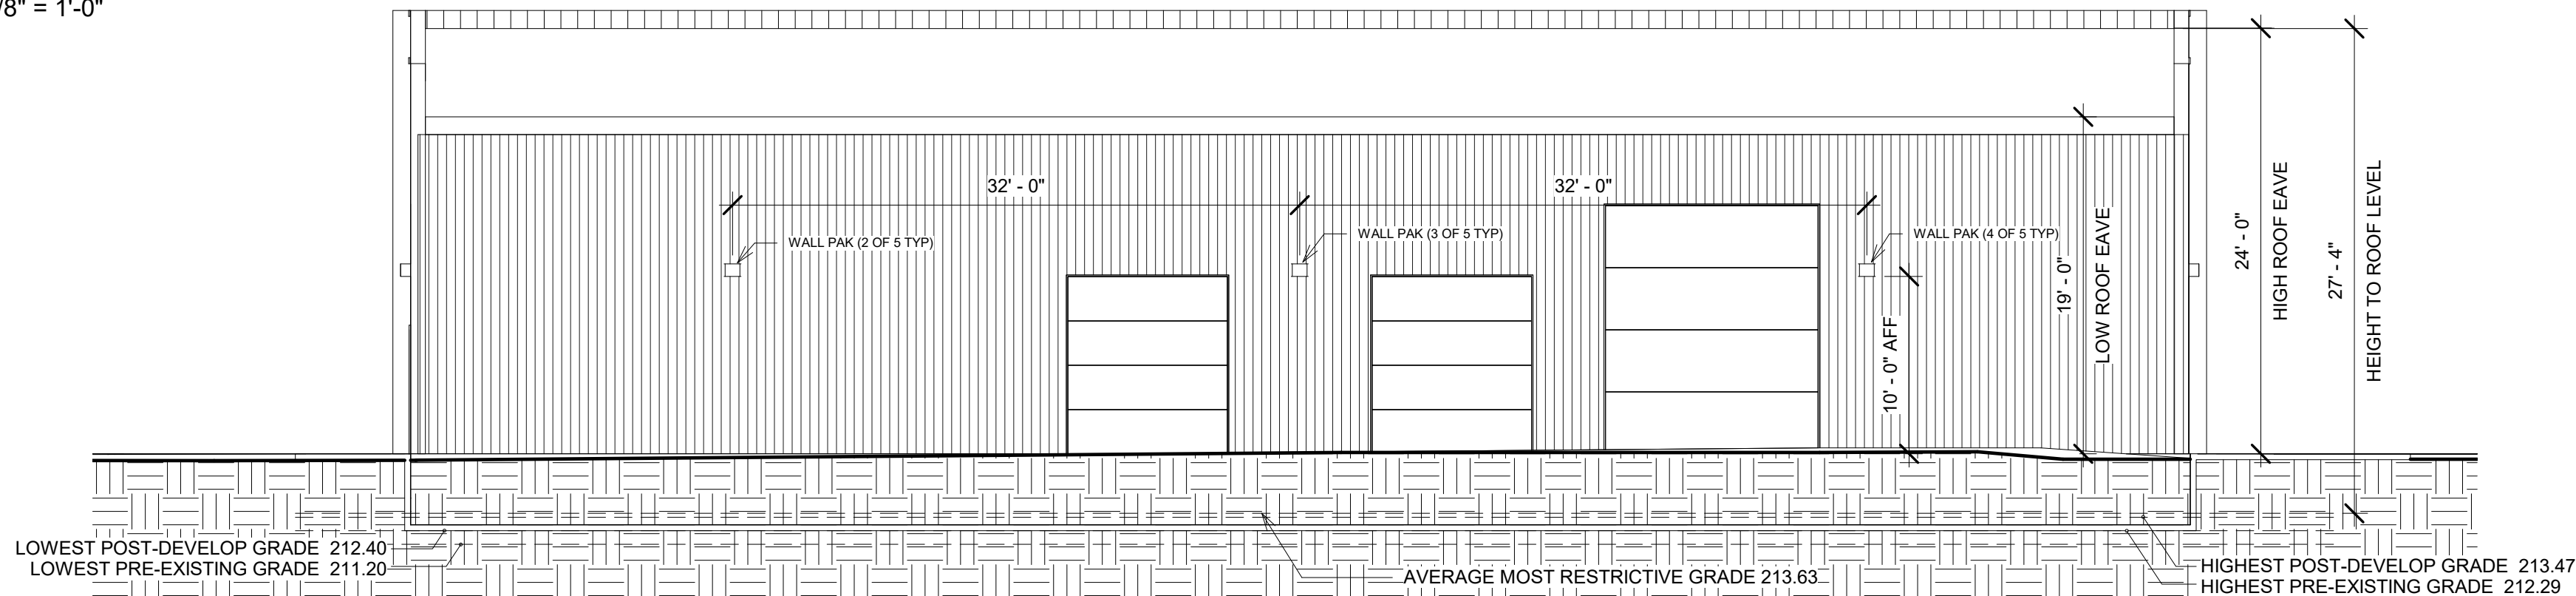 /8" = 1'-0"
32' - 0"
32' - 0"
WALL PAK (2 OF 5 TYP)
WALL PAK (3 OF 5 TYP)
WALL PAK (4 OF 5 TYP)
10' - 0" AFF
19' - 0"
LOW ROOF EAVE
24' - 0"
HIGH ROOF EAVE
27' - 4"
HEIGHT TO ROOF LEVEL
LOWEST POST-DEVELOP GRADE 212.40
LOWEST PRE-EXISTING GRADE 211.20
AVERAGE MOST RESTRICTIVE GRADE 213.63
HIGHEST POST-DEVELOP GRADE 213.47
HIGHEST PRE-EXISTING GRADE 212.29